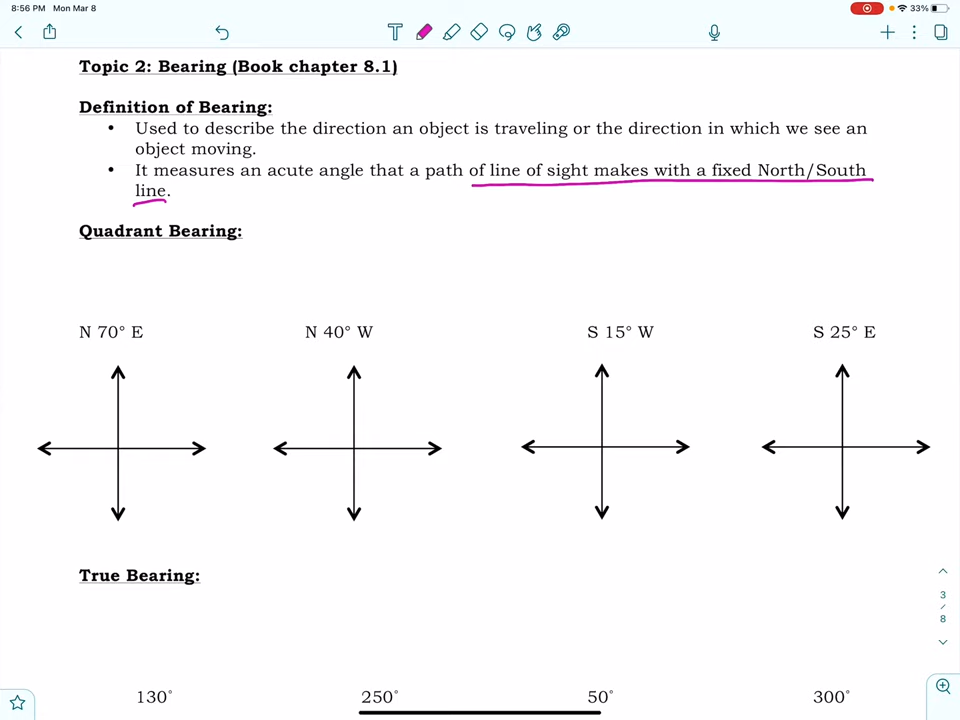 8:56 PM Mon Mar 8
33%
T
Topic 2: Bearing (Book chapter 8.1)
Definition of Bearing:
• Used to describe the direction an object is traveling or the direction in which we see an
object moving.
• It measures an acute angle that a path of line of sight makes with a fixed North/South
line.
Quadrant Bearing:
N 70° E N 40° W S 15° W S 25° E
True Bearing:
3
/
8
130° 250° 50° 300°